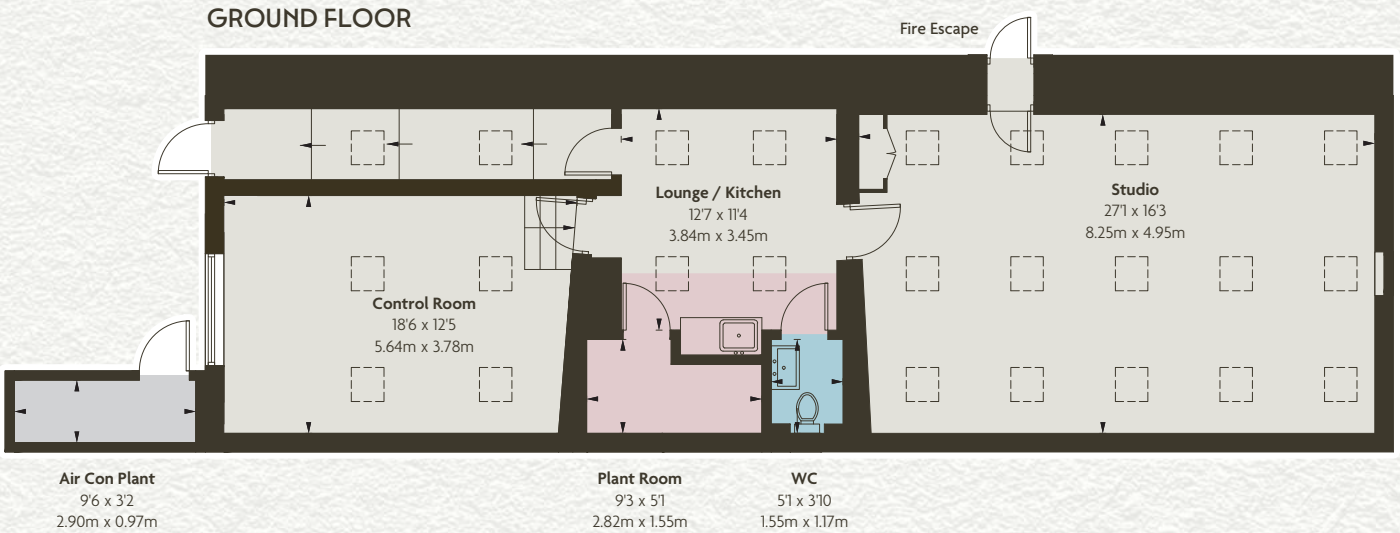 GROUND FLOOR
Fire Escape
Lounge / Kitchen
12'7 x 11'4
3.84m x 3.45m
Studio
27'1 x 16'3
8.25m x 4.95m
Control Room
18'6 x 12'5
5.64m x 3.78m
Air Con Plant
9'6 x 3'2
2.90m x 0.97m
Plant Room
9'3 x 5'1
2.82m x 1.55m
WC
5'1 x 3'10
1.55m x 1.17m